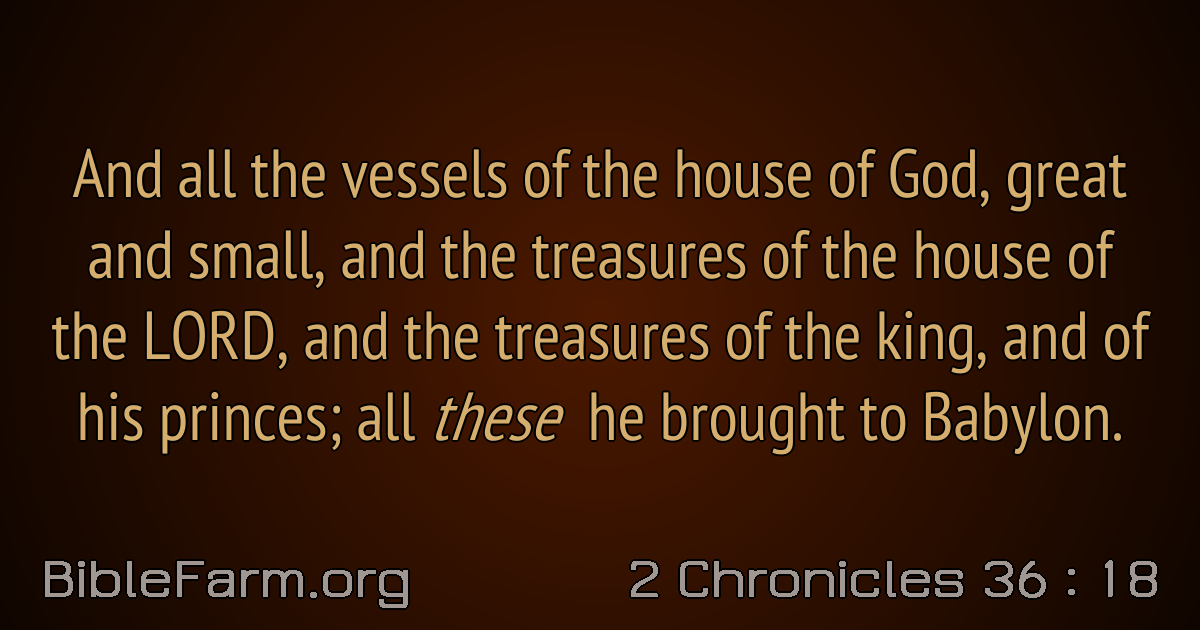 And all the vessels of the house of God, great
and small, and the treasures of the house of
the LORD, and the treasures of the king, and of
his princes; all these he brought to Babylon.
BibleFarm.org
2 Chronicles 36 : 18